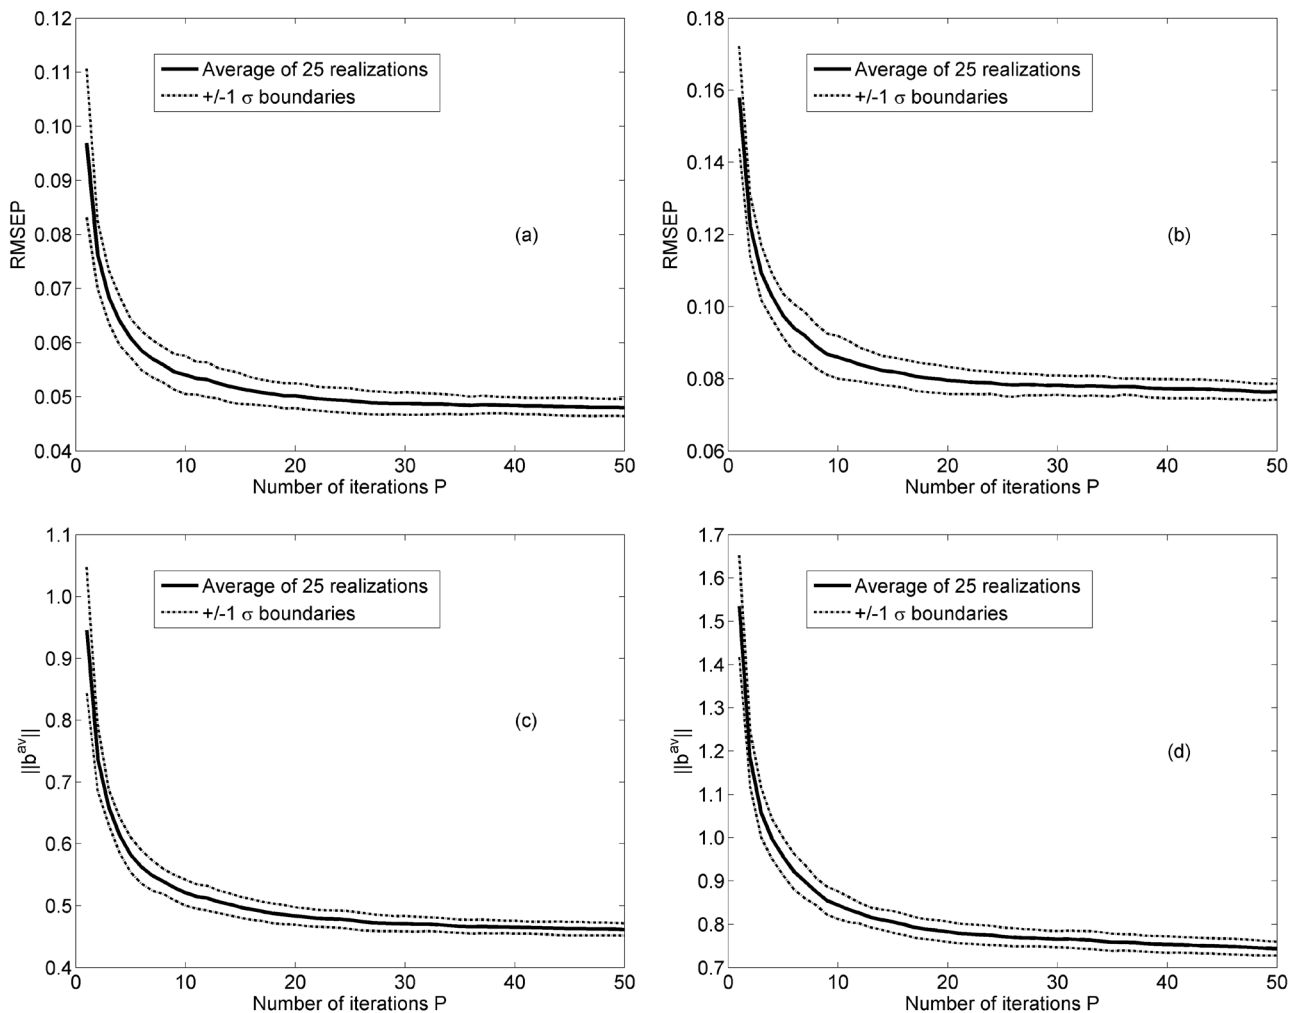 0.12
0.11
0.10
0.09
0.08
0.07
0.06
0.05
0.04
RMSEP
Average of 25 realizations
+/-1 σ boundaries
(a)
0 10 20 30 40 50
Number of iterations P
0.18
0.16
0.14
0.12
0.10
0.08
0.06
RMSEP
Average of 25 realizations
+/-1 σ boundaries
(b)
0 10 20 30 40 50
Number of iterations P
1.1
1.0
0.9
0.8
0.7
0.6
0.5
0.4
||b^av||
Average of 25 realizations
+/-1 σ boundaries
(c)
0 10 20 30 40 50
Number of iterations P
1.7
1.6
1.5
1.4
1.3
1.2
1.1
1.0
0.9
0.8
0.7
||b^av||
Average of 25 realizations
+/-1 σ boundaries
(d)
0 10 20 30 40 50
Number of iterations P